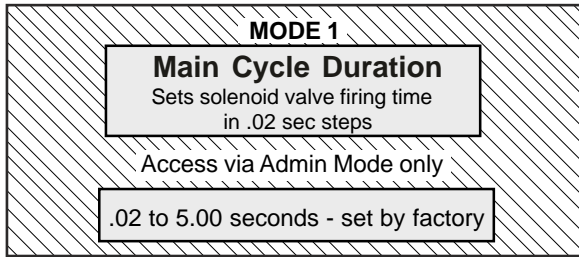 MODE 1
Main Cycle Duration
Sets solenoid valve firing time
in .02 sec steps
Access via Admin Mode only
.02 to 5.00 seconds - set by factory